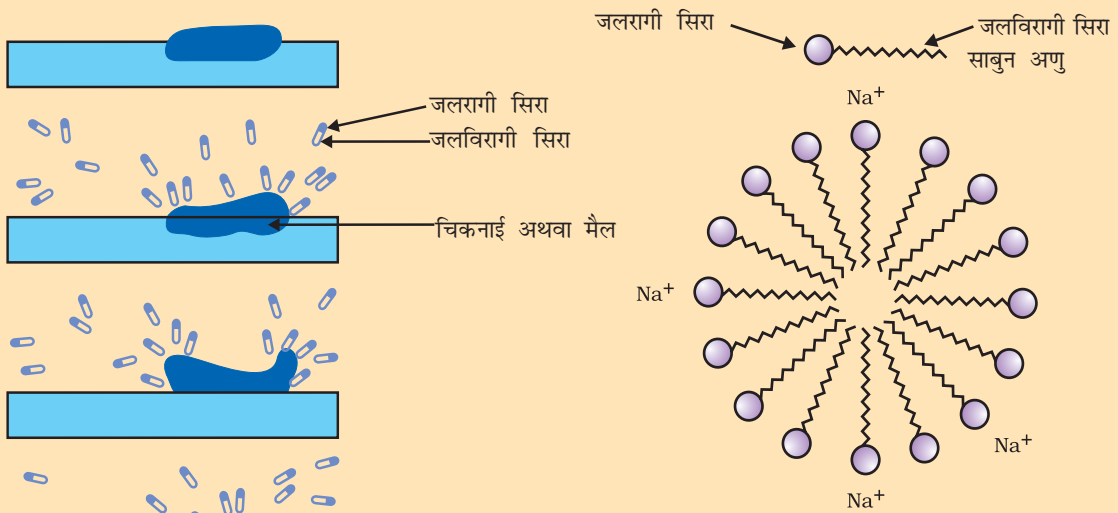 जलरागी सिरा
जलविरागी सिरा
चिकनाई अथवा मैल
जलरागी सिरा
जलविरागी सिरा
साबुन अणु
Na⁺
Na⁺
Na⁺
Na⁺